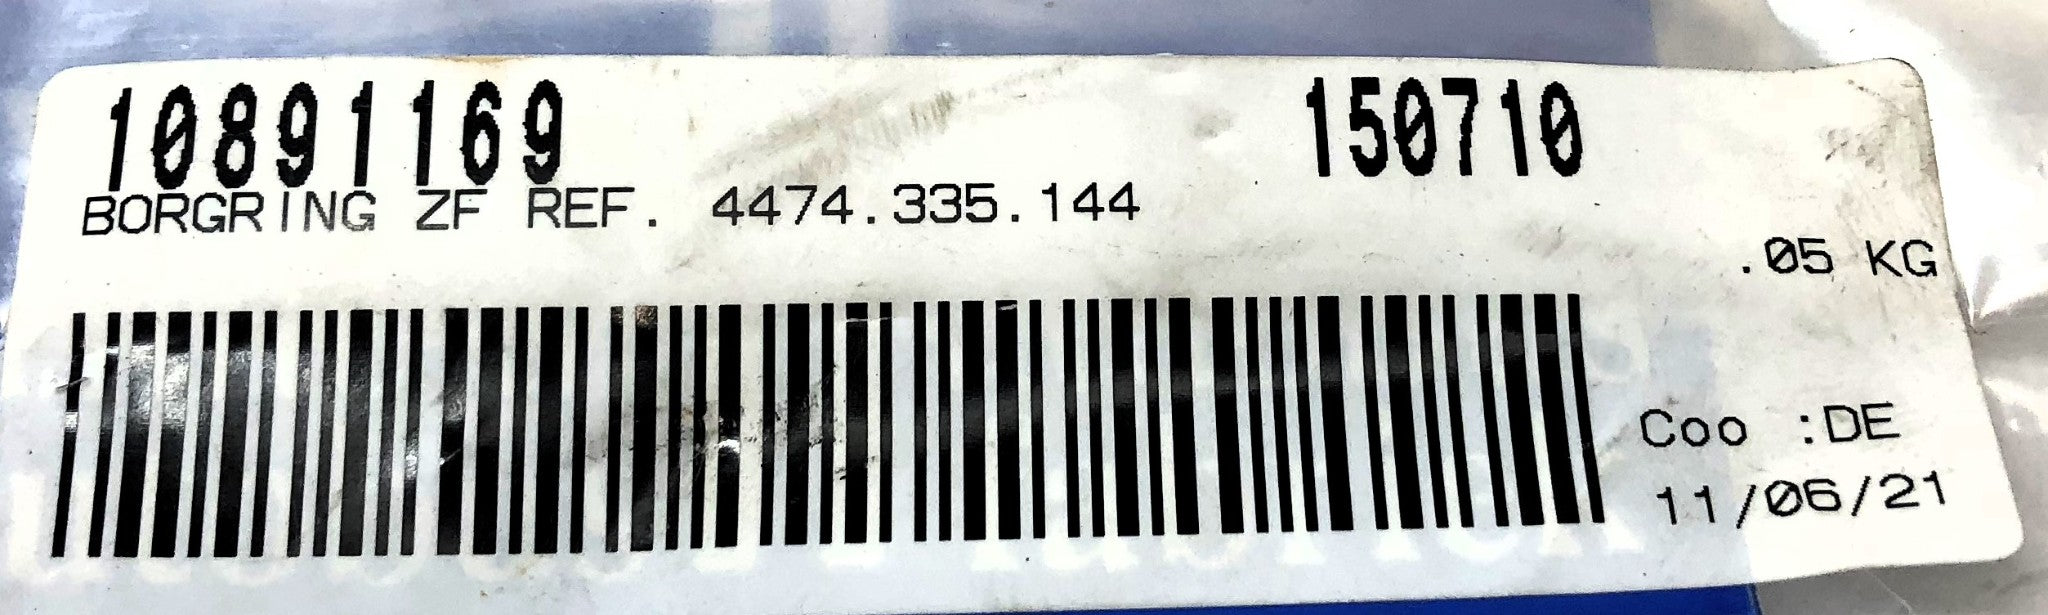 10891169 150710
BORGRING ZF REF. 4474.335.144
.05 KG
Coo :DE
11/06/21